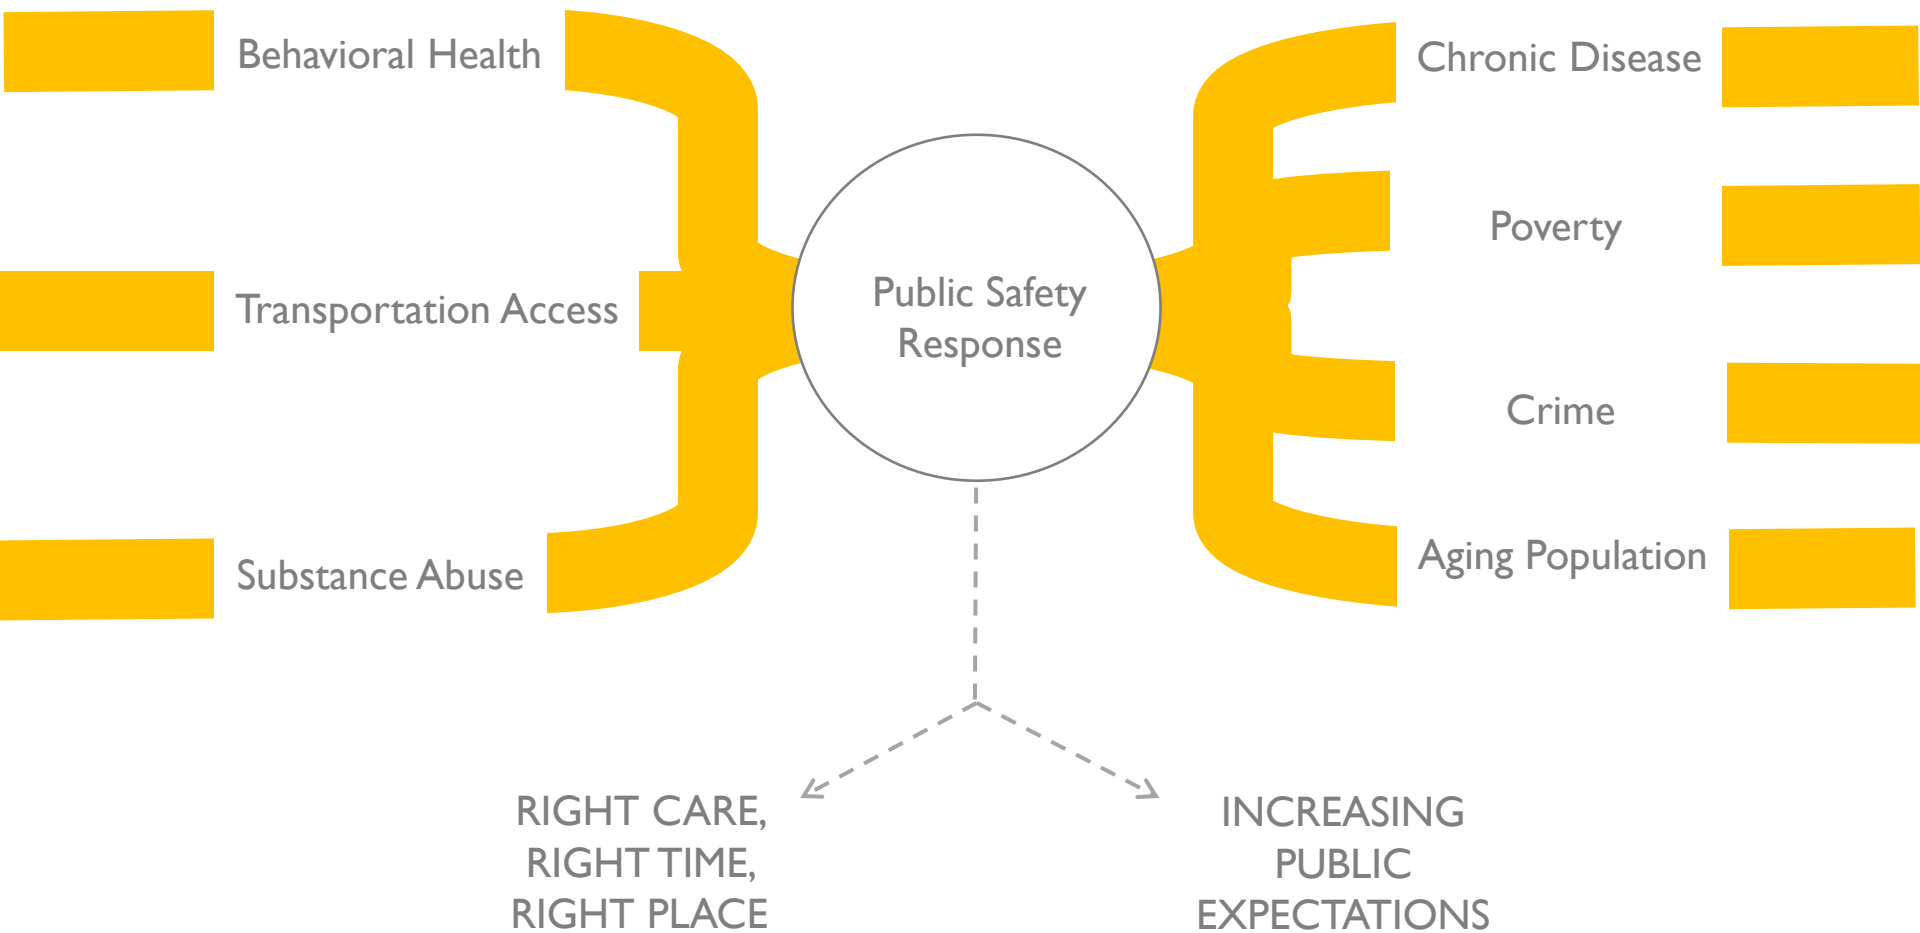 Behavioral Health
Transportation Access
Substance Abuse
Public Safety
Response
Chronic Disease
Poverty
Crime
Aging Population
RIGHT CARE,
RIGHT TIME,
RIGHT PLACE
INCREASING
PUBLIC
EXPECTATIONS